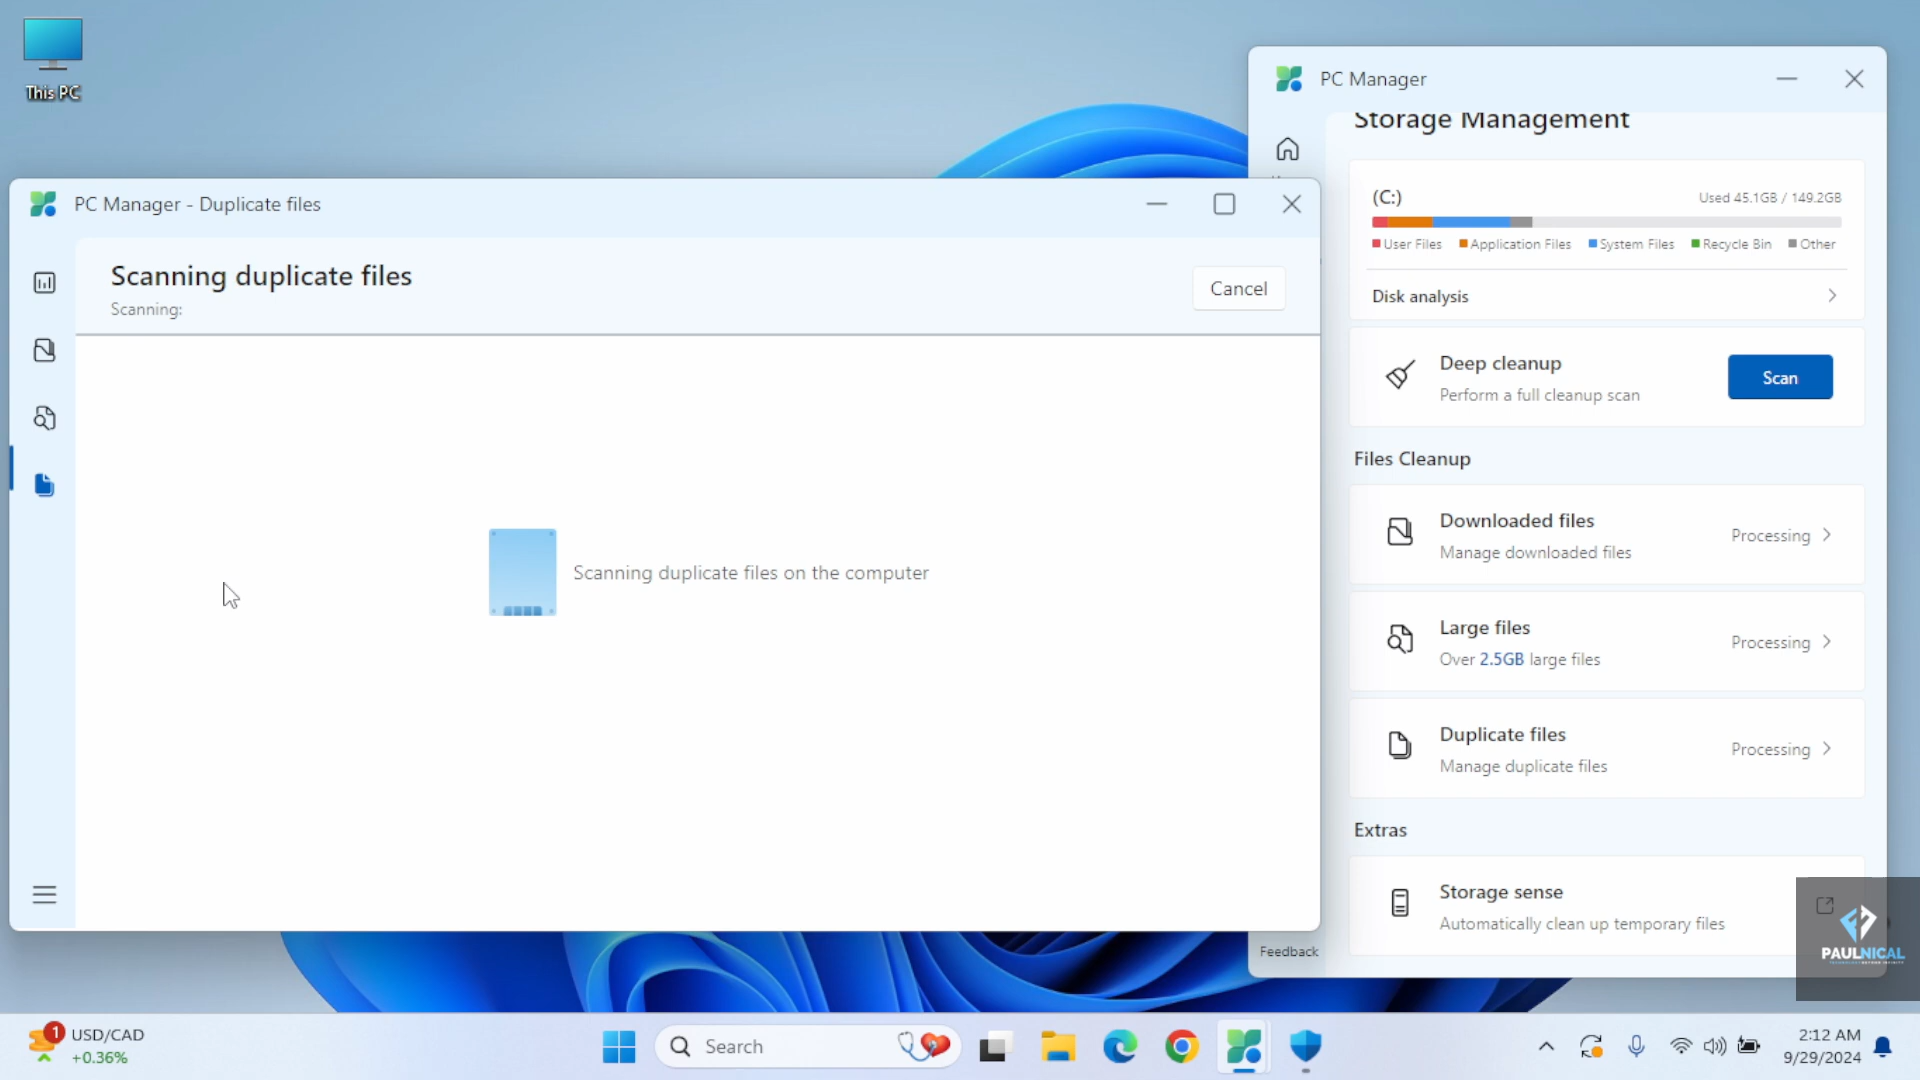 This PC
PC Manager
Storage Management
(C:)
Used 45.1GB / 149.2GB
User Files
Application Files
System Files
Recycle Bin
Other
Disk analysis
Deep cleanup
Perform a full cleanup scan
Scan
Files Cleanup
Downloaded files
Manage downloaded files
Processing
Large files
Over 2.5GB large files
Processing
Duplicate files
Manage duplicate files
Processing
Extras
Storage sense
Automatically clean up temporary files
Feedback
PC Manager - Duplicate files
Scanning duplicate files
Scanning:
Cancel
Scanning duplicate files on the computer
PAULNICAL
1
USD/CAD
+0.36%
Search
2:12 AM
9/29/2024